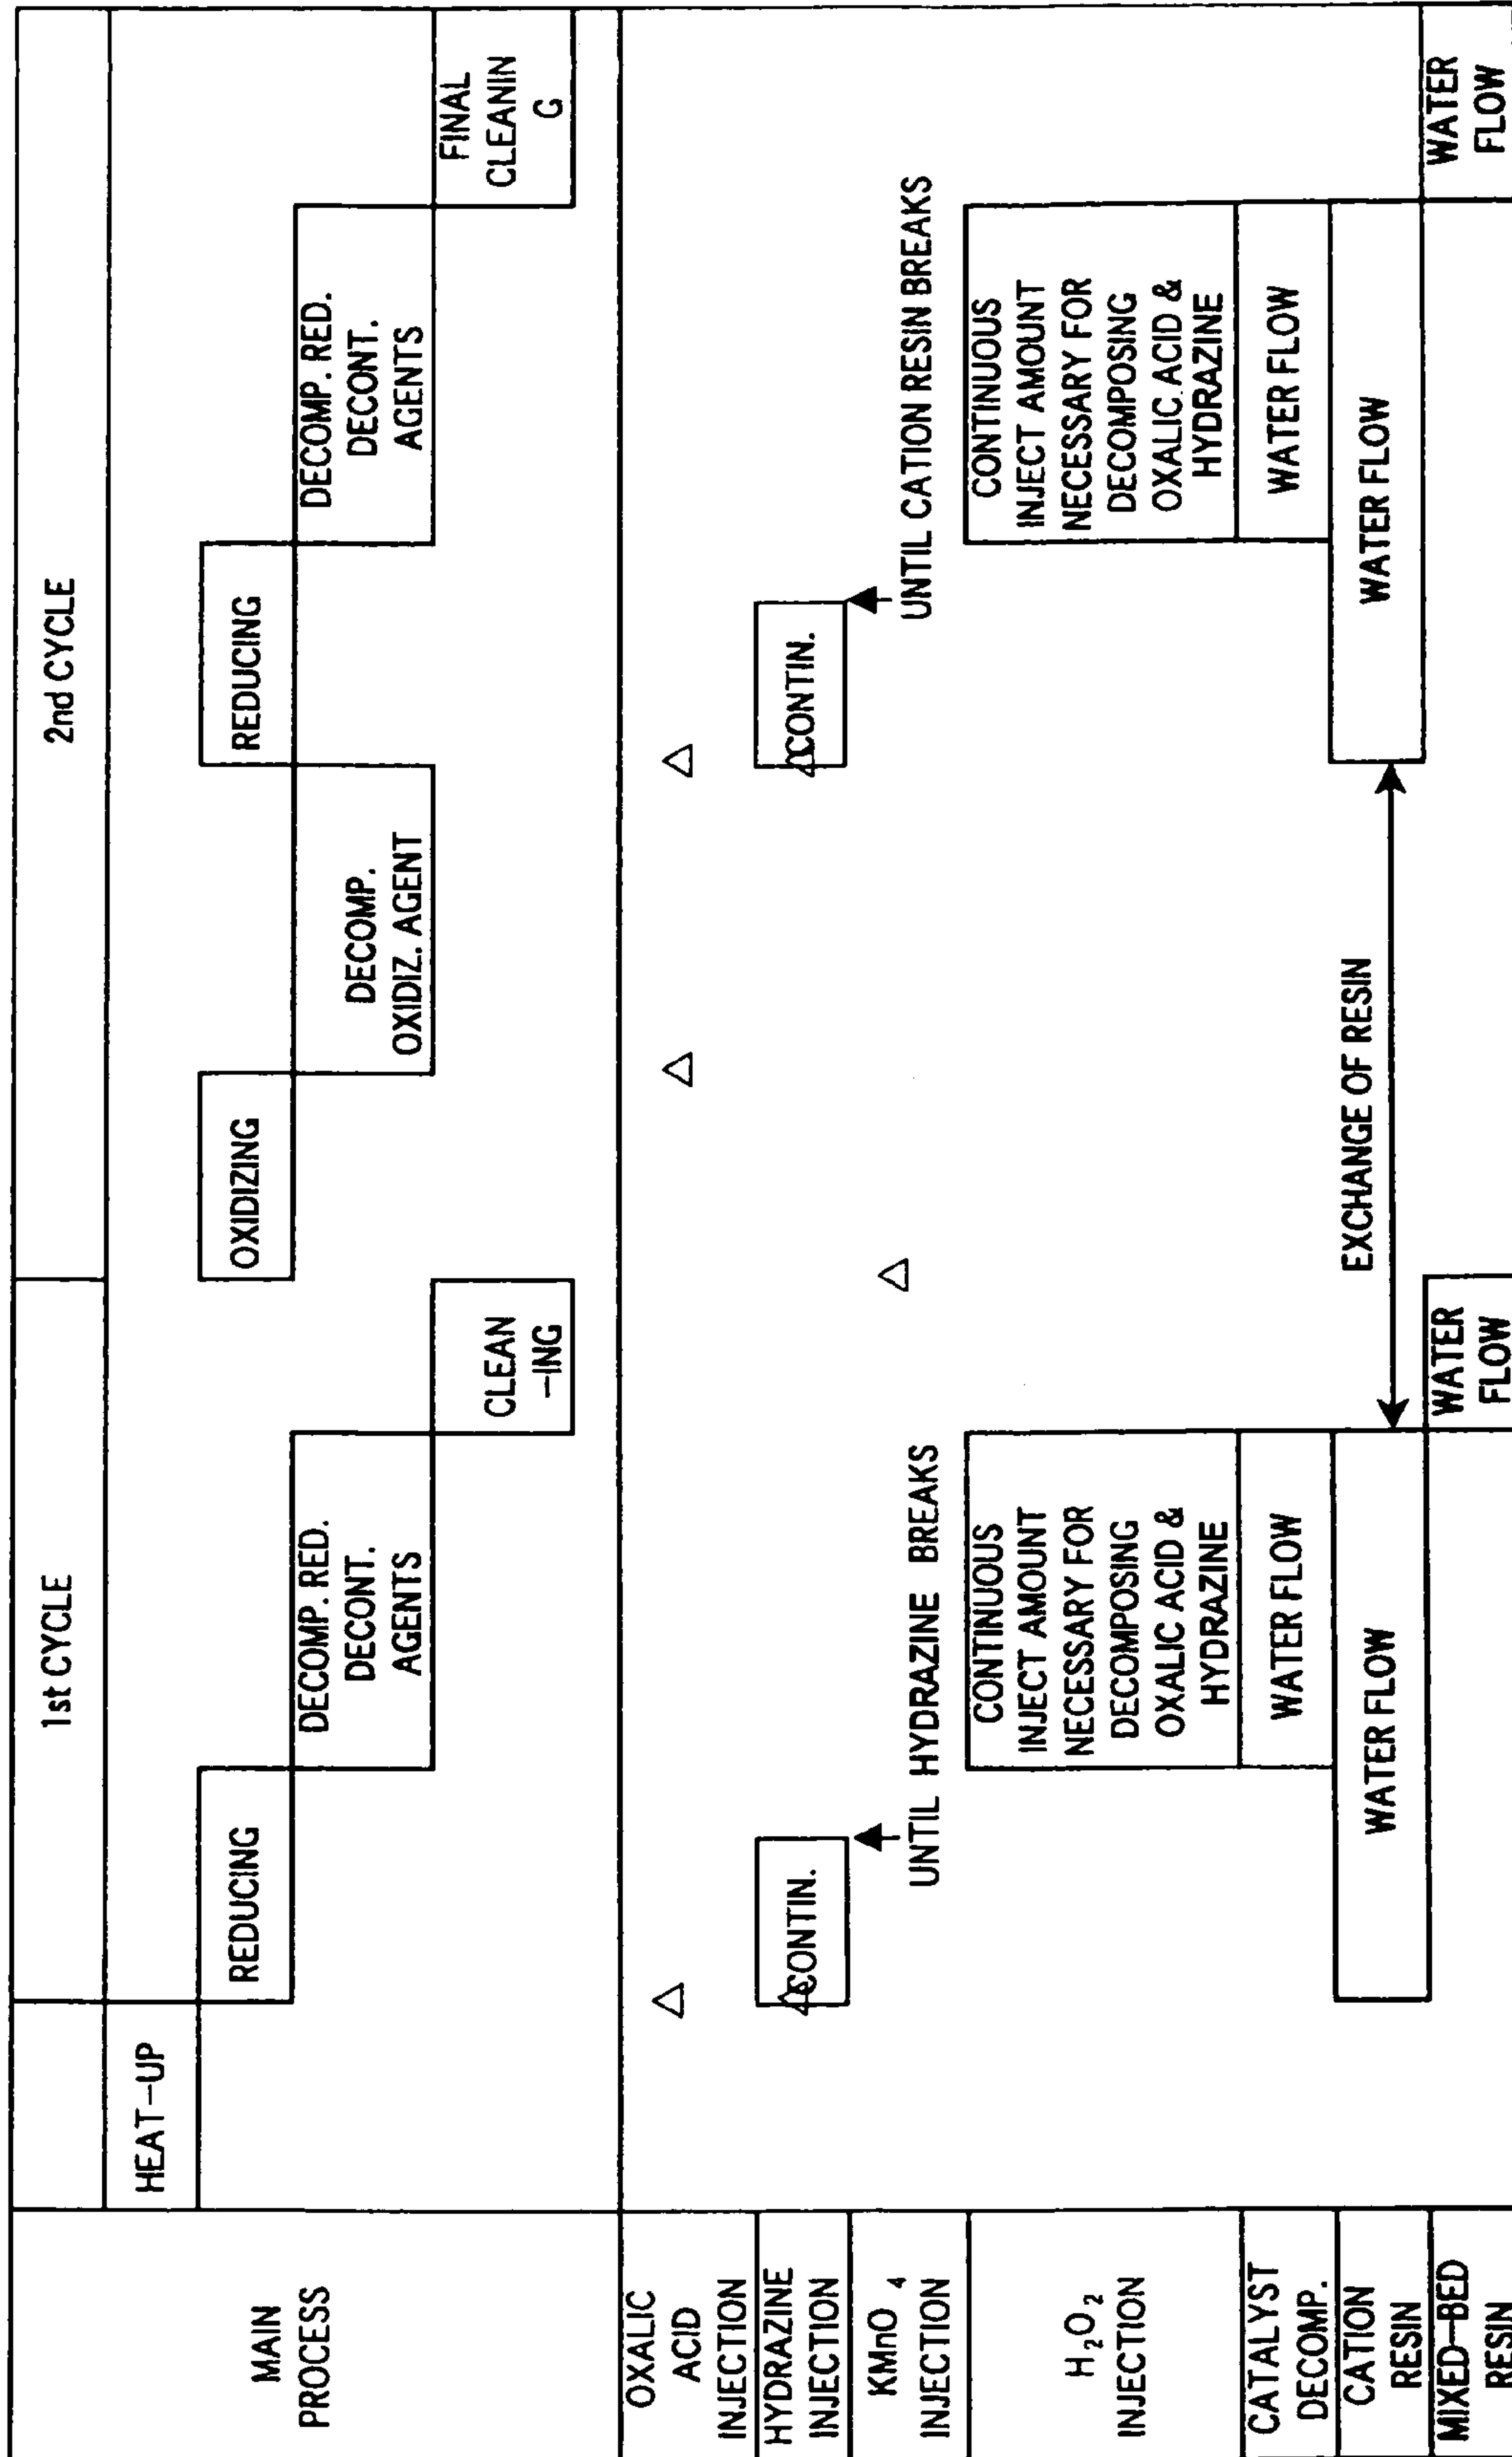 1st CYCLE
2nd CYCLE
MAIN
PROCESS
HEAT-UP
REDUCING
DECOMP. RED.
DECONT.
AGENTS
CLEAN
-ING
OXIDIZING
DECOMP.
OXIDIZ. AGENT
REDUCING
DECOMP. RED.
DECONT.
AGENTS
FINAL
CLEANIN
G
OXALIC
ACID
INJECTION
HYDRAZINE
INJECTION
CONTIN.
CONTIN.
KMnO 4
INJECTION
UNTIL HYDRAZINE BREAKS
UNTIL CATION RESIN BREAKS
H2O2
INJECTION
CONTINUOUS
INJECT AMOUNT
NECESSARY FOR
DECOMPOSING
OXALIC ACID &
HYDRAZINE
CONTINUOUS
INJECT AMOUNT
NECESSARY FOR
DECOMPOSING
OXALIC ACID &
HYDRAZINE
CATALYST
DECOMP.
WATER FLOW
WATER FLOW
CATION
RESIN
WATER FLOW
EXCHANGE OF RESIN
WATER FLOW
MIXED-BED
RESIN
WATER
FLOW
WATER
FLOW